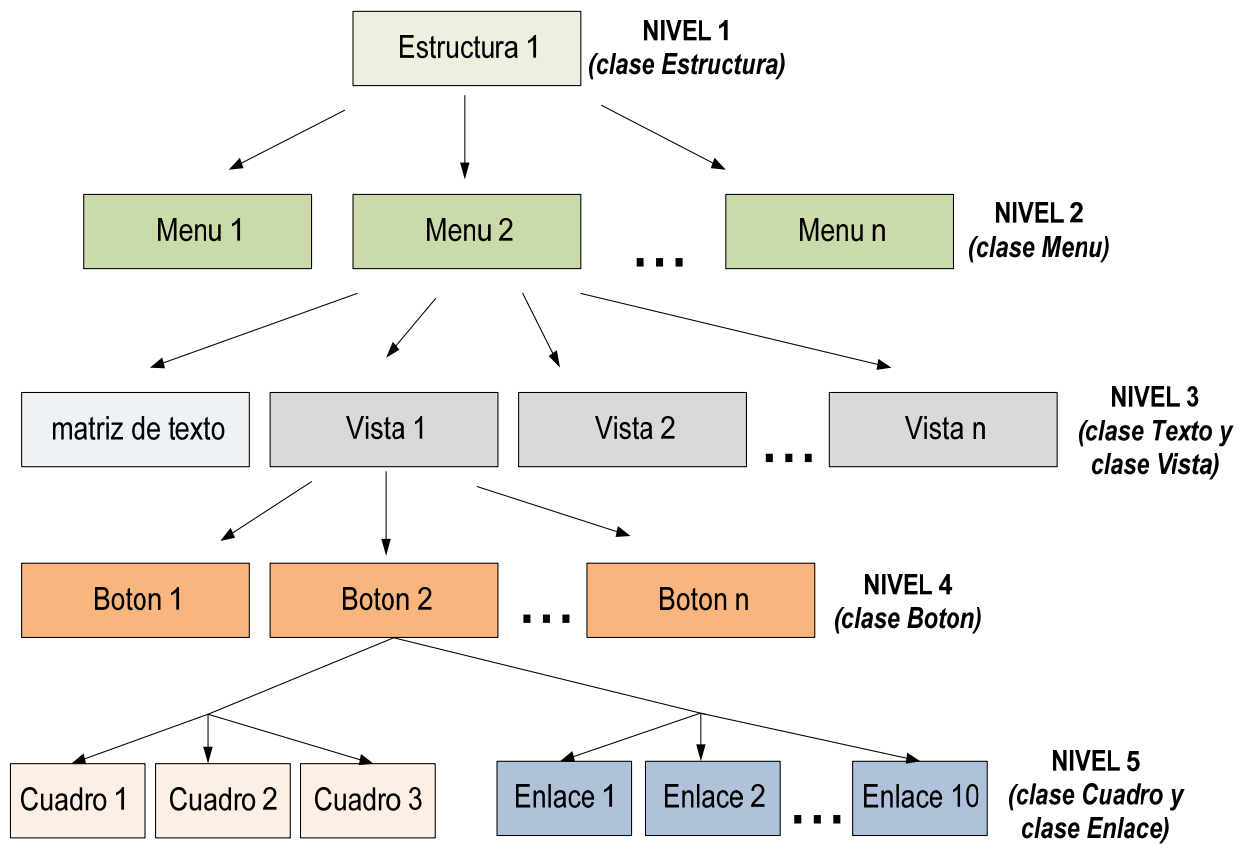 Estructura 1
NIVEL 1
(clase Estructura)
Menu 1
Menu 2
...
Menu n
NIVEL 2
(clase Menu)
matriz de texto
Vista 1
Vista 2
...
Vista n
NIVEL 3
(clase Texto y
clase Vista)
Boton 1
Boton 2
...
Boton n
NIVEL 4
(clase Boton)
Cuadro 1
Cuadro 2
Cuadro 3
Enlace 1
Enlace 2
...
Enlace 10
NIVEL 5
(clase Cuadro y
clase Enlace)